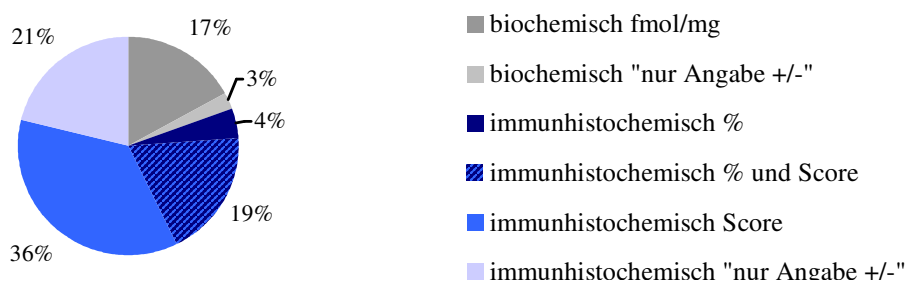 21%
17%
3%
4%
19%
36%
biochemisch fmol/mg
biochemisch "nur Angabe +/-"
immunhistochemisch %
immunhistochemisch % und Score
immunhistochemisch Score
immunhistochemisch "nur Angabe +/-"